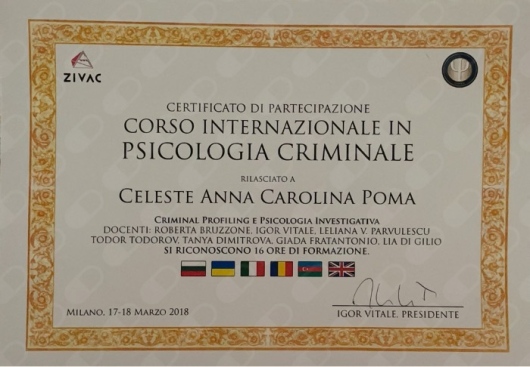 ZIVAC
CERTIFICATO DI PARTECIPAZIONE
CORSO INTERNAZIONALE IN
PSICOLOGIA CRIMINALE
RILASCIATO A
CELESTE ANNA CAROLINA POMA
CRIMINAL PROFILING E PSICOLOGIA INVESTIGATIVA
DOCENTI: ROBERTA BRUZZONE, IGOR VITALE, LELIANA V. PARVULESCU
TODOR TODOROV, TANYA DIMITROVA, GIADA FRATANTONIO, LIA DI GILIO
SI RICONOSCONO 16 ORE DI FORMAZIONE.
MILANO, 17-18 MARZO 2018
IGOR VITALE, PRESIDENTE